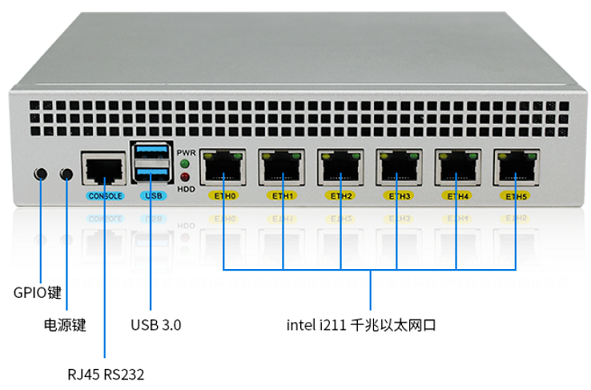 PWR
HDD
CONSOLE
USB
ETH0
ETH1
ETH2
ETH3
ETH4
ETH5
GPIO键
电源键
USB 3.0
intel i211 千兆以太网口
RJ45 RS232